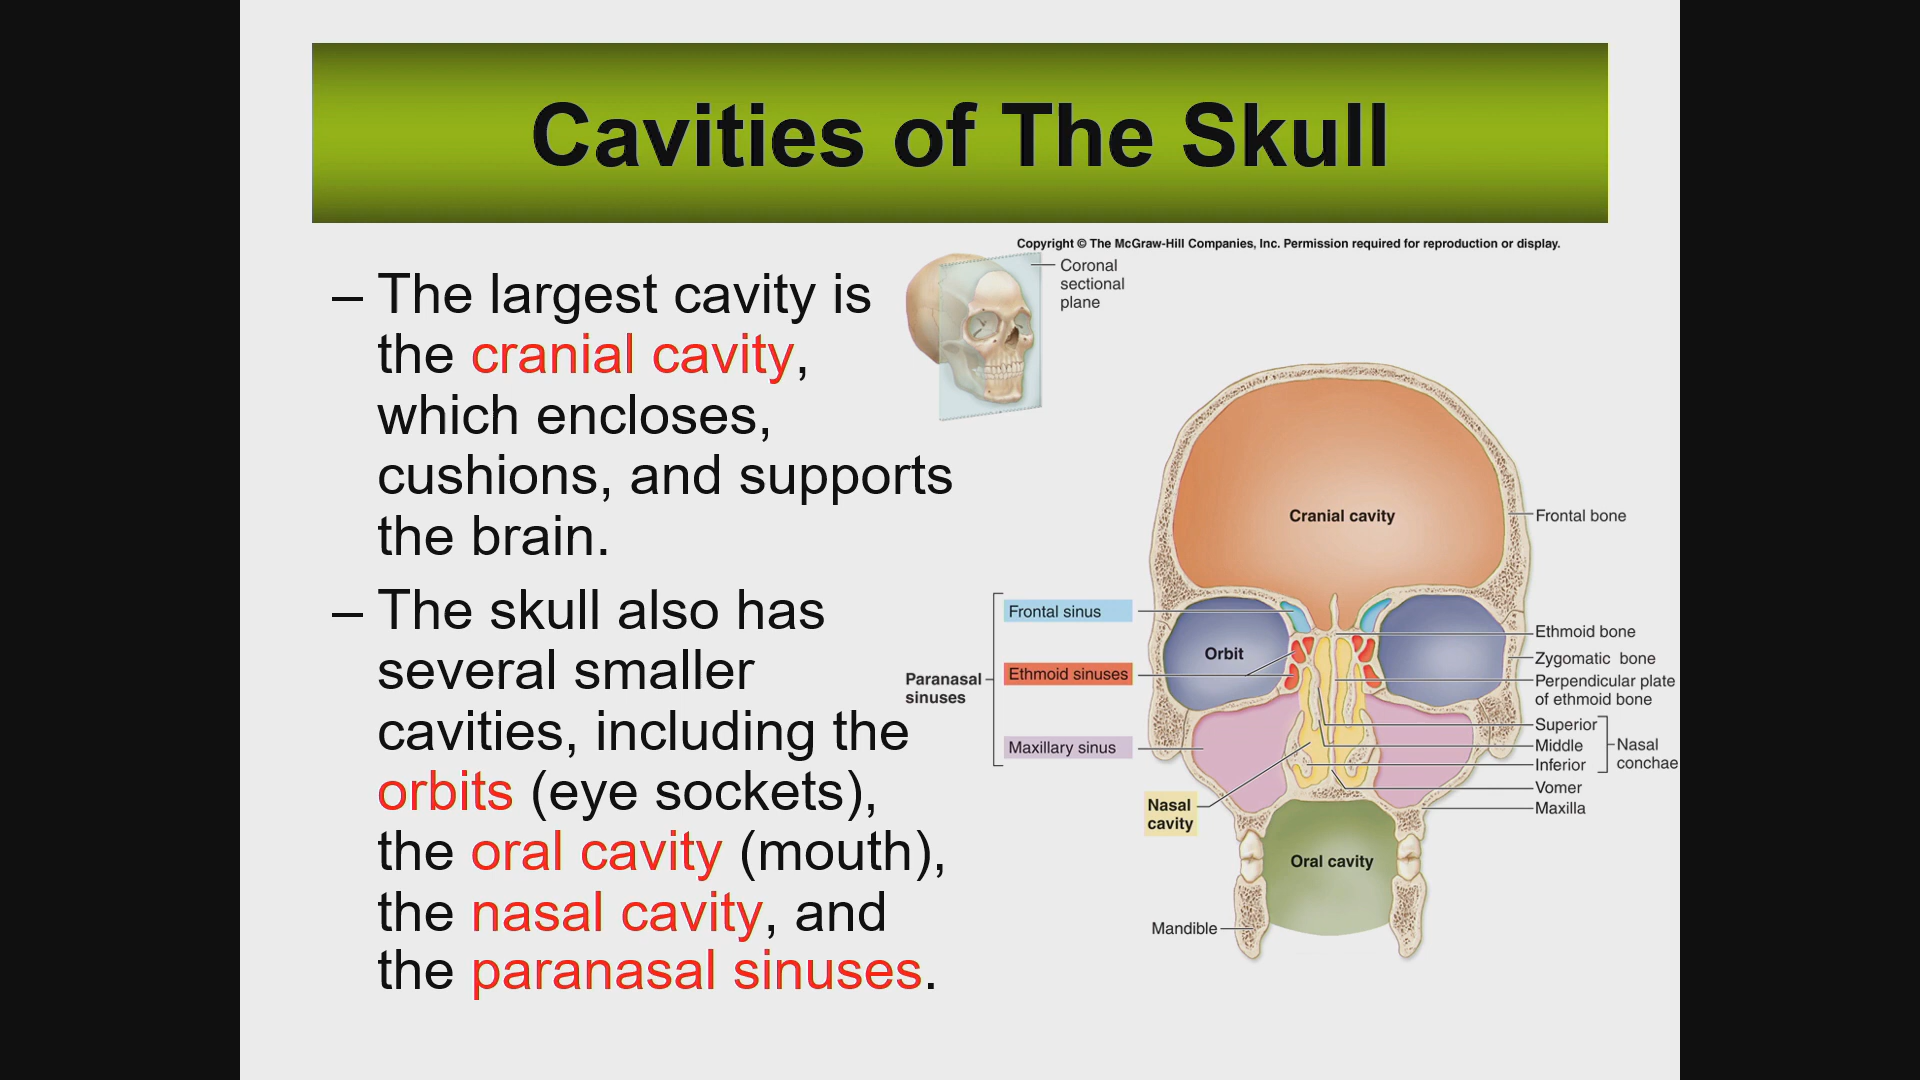 Cavities of The Skull
– The largest cavity is
the cranial cavity,
which encloses,
cushions, and supports
the brain.
– The skull also has
several smaller
cavities, including the
orbits (eye sockets),
the oral cavity (mouth),
the nasal cavity, and
the paranasal sinuses.
Copyright © The McGraw-Hill Companies, Inc. Permission required for reproduction or display.
Coronal
sectional
plane
Cranial cavity
Frontal bone
Paranasal
sinuses
Frontal sinus
Ethmoid sinuses
Maxillary sinus
Orbit
Nasal
cavity
Oral cavity
Mandible
Ethmoid bone
Zygomatic bone
Perpendicular plate
of ethmoid bone
Superior
Middle
Inferior
Nasal
conchae
Vomer
Maxilla